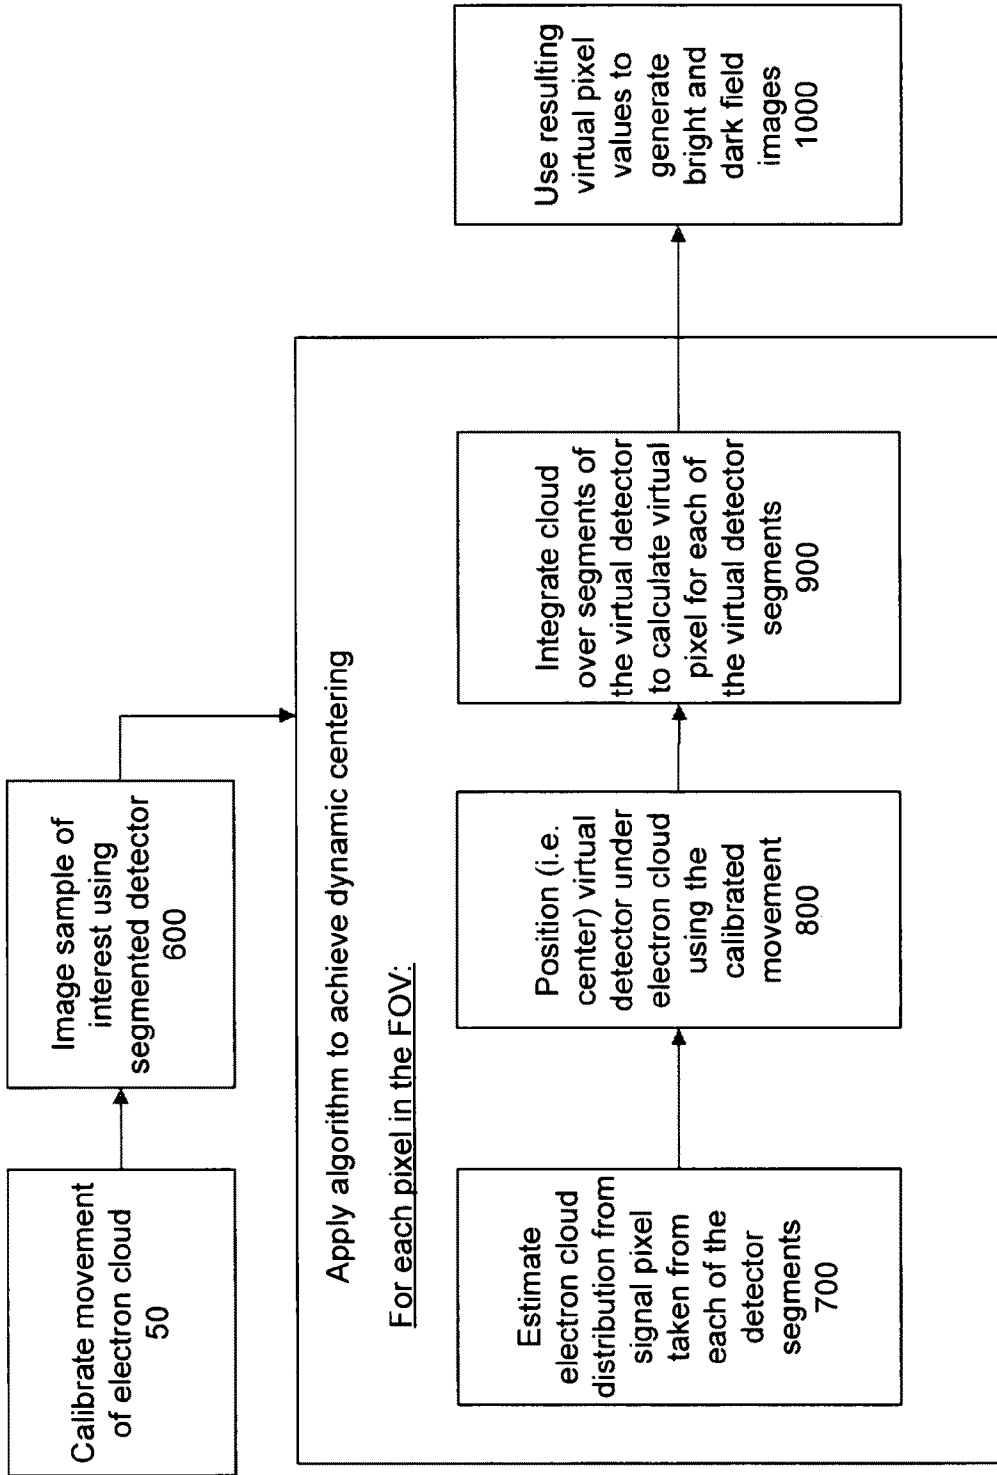 Calibrate movement
of electron cloud
50
Image sample of
interest using
segmented detector
600
Apply algorithm to achieve dynamic centering
For each pixel in the FOV:
Estimate
electron cloud
distribution from
signal pixel
taken from
each of the
detector
segments
700
Position (i.e.
center) virtual
detector under
electron cloud
using the
calibrated
movement
800
Integrate cloud
over segments of
the virtual detector
to calculate virtual
pixel for each of
the virtual detector
segments
900
Use resulting
virtual pixel
values to
generate
bright and
dark field
images
1000